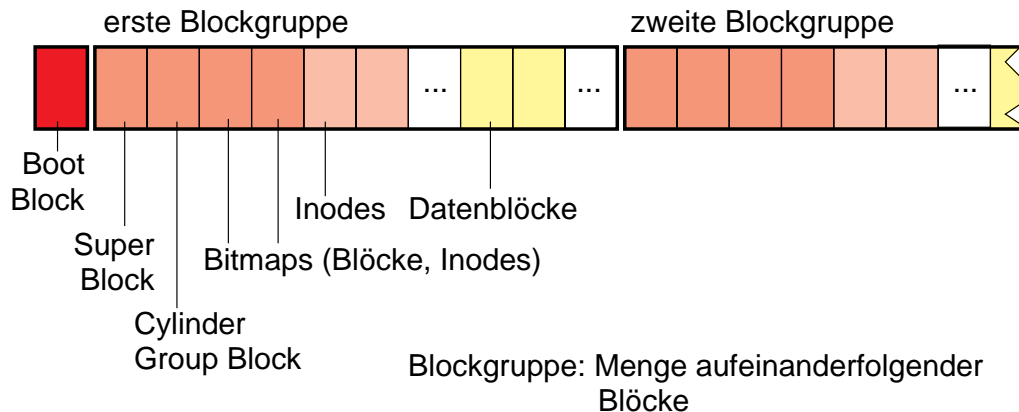 erste Blockgruppe
zweite Blockgruppe
...
...
...
Boot
Block
Inodes
Datenblöcke
Super
Block
Bitmaps (Blöcke, Inodes)
Cylinder
Group Block
Blockgruppe: Menge aufeinanderfolgender
Blöcke